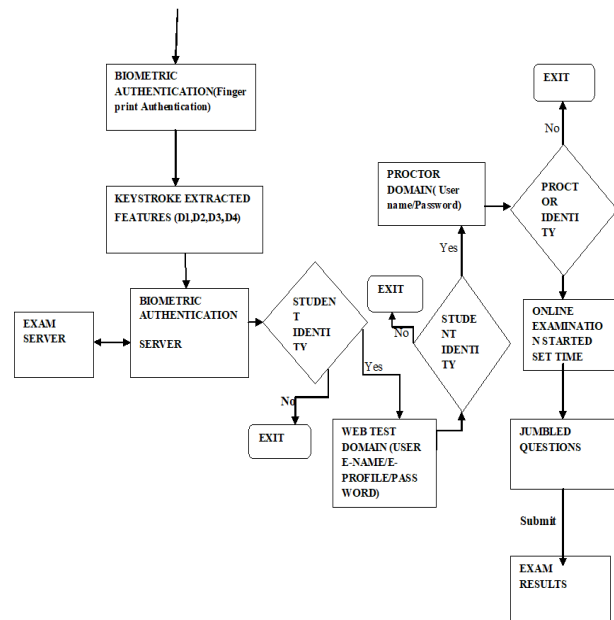 BIOMETRIC
AUTHENTICATION(Finger
print Authentication)
KEYSTROKE EXTRACTED
FEATURES (D1,D2,D3,D4)
BIOMETRIC
AUTHENTICATION
SERVER
EXAM
SERVER
STUDEN
T
IDENTI
TY
No
EXIT
Yes
WEB TEST
DOMAIN (USER
E-NAME/E-
PROFILE/PASS
WORD)
STUDE
NT
IDENTI
TY
No
EXIT
Yes
PROCTOR
DOMAIN( User
name/Password)
PROCT
OR
IDENTI
TY
No
EXIT
ONLINE
EXAMINATIO
N STARTED
SET TIME
JUMBLED
QUESTIONS
Submit
EXAM
RESULTS